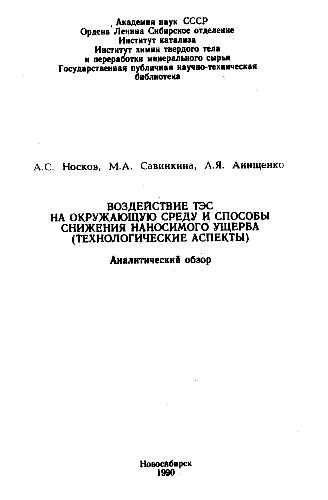 Академия наук СССР
Ордена Ленина Сибирское отделение
Институт катализа
Институт химии твердого тела
и переработки минерального сырья
Государственная публичная научно-техническая
библиотека
А.С. Носков, М.А. Савинкина, Л.Я. Анищенко
ВОЗДЕЙСТВИЕ ТЭС
НА ОКРУЖАЮЩУЮ СРЕДУ И СПОСОБЫ
СНИЖЕНИЯ НАНОСИМОГО УЩЕРБА
(ТЕХНОЛОГИЧЕСКИЕ АСПЕКТЫ)
Аналитический обзор
Новосибирск
1990